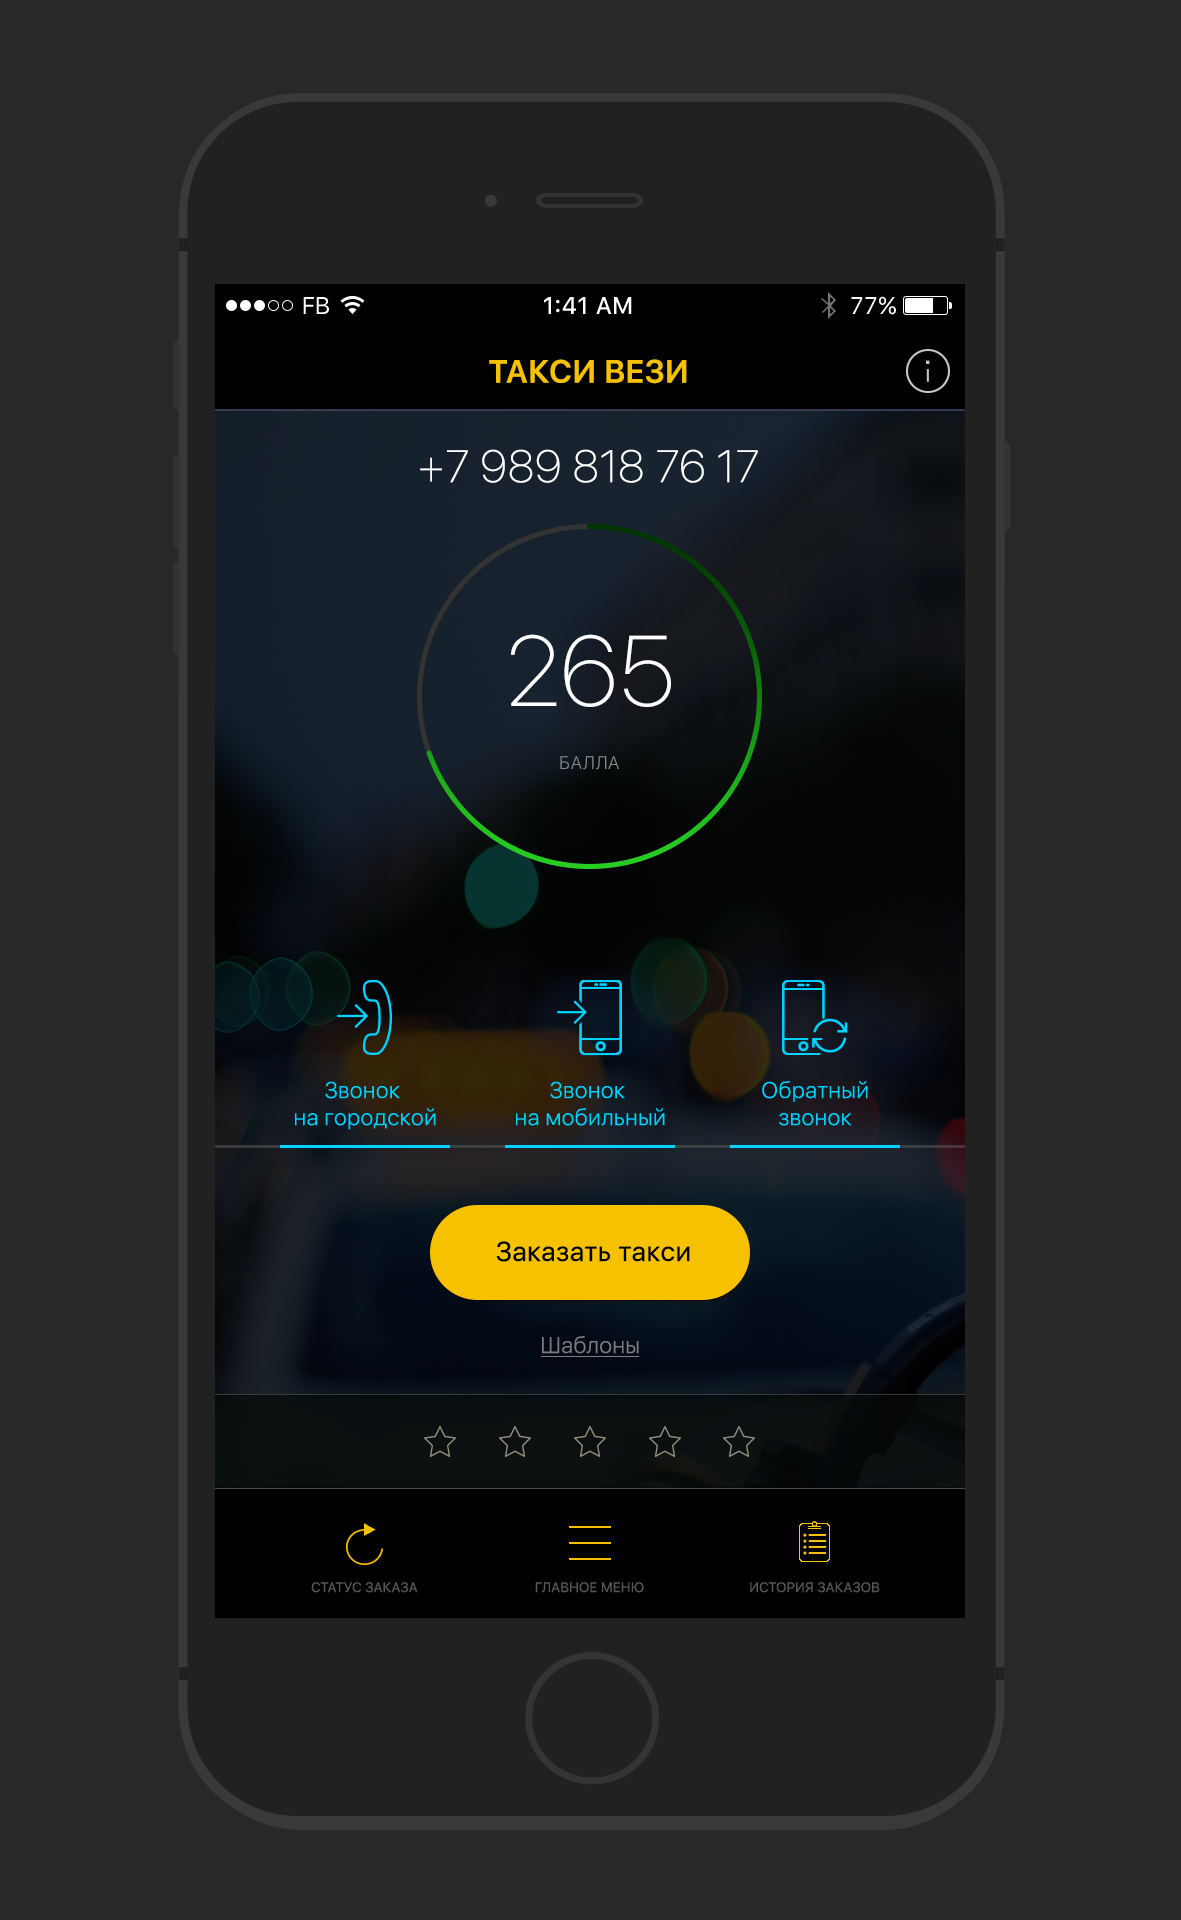 FB 1:41 AM 77%
ТАКСИ ВЕЗИ
+7 989 818 76 17
265
БАЛЛА
Звонок
на городской
Звонок
на мобильный
Обратный
звонок
Заказать такси
Шаблоны
СТАТУС ЗАКАЗА
ГЛАВНОЕ МЕНЮ
ИСТОРИЯ ЗАКАЗОВ